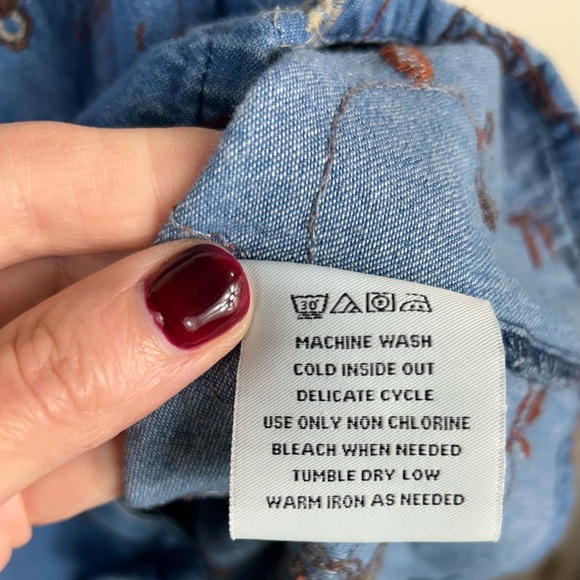 30°
MACHINE WASH
COLD INSIDE OUT
DELICATE CYCLE
USE ONLY NON CHLORINE
BLEACH WHEN NEEDED
TUMBLE DRY LOW
WARM IRON AS NEEDED